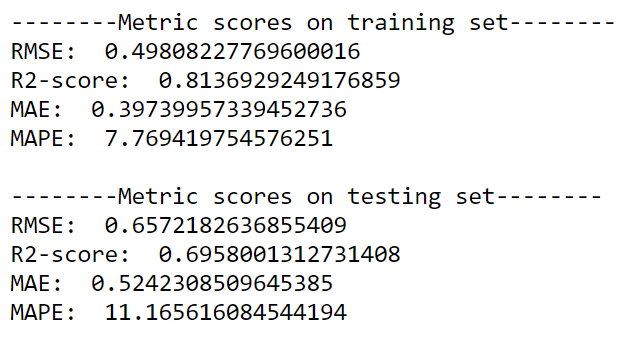 --------Metric scores on training set--------
RMSE:  0.49808227769600016
R2-score:  0.8136929249176859
MAE:  0.39739957339452736
MAPE:  7.769419754576251
--------Metric scores on testing set--------
RMSE:  0.6572182636855409
R2-score:  0.6958001312731408
MAE:  0.5242308509645385
MAPE:  11.165616084544194